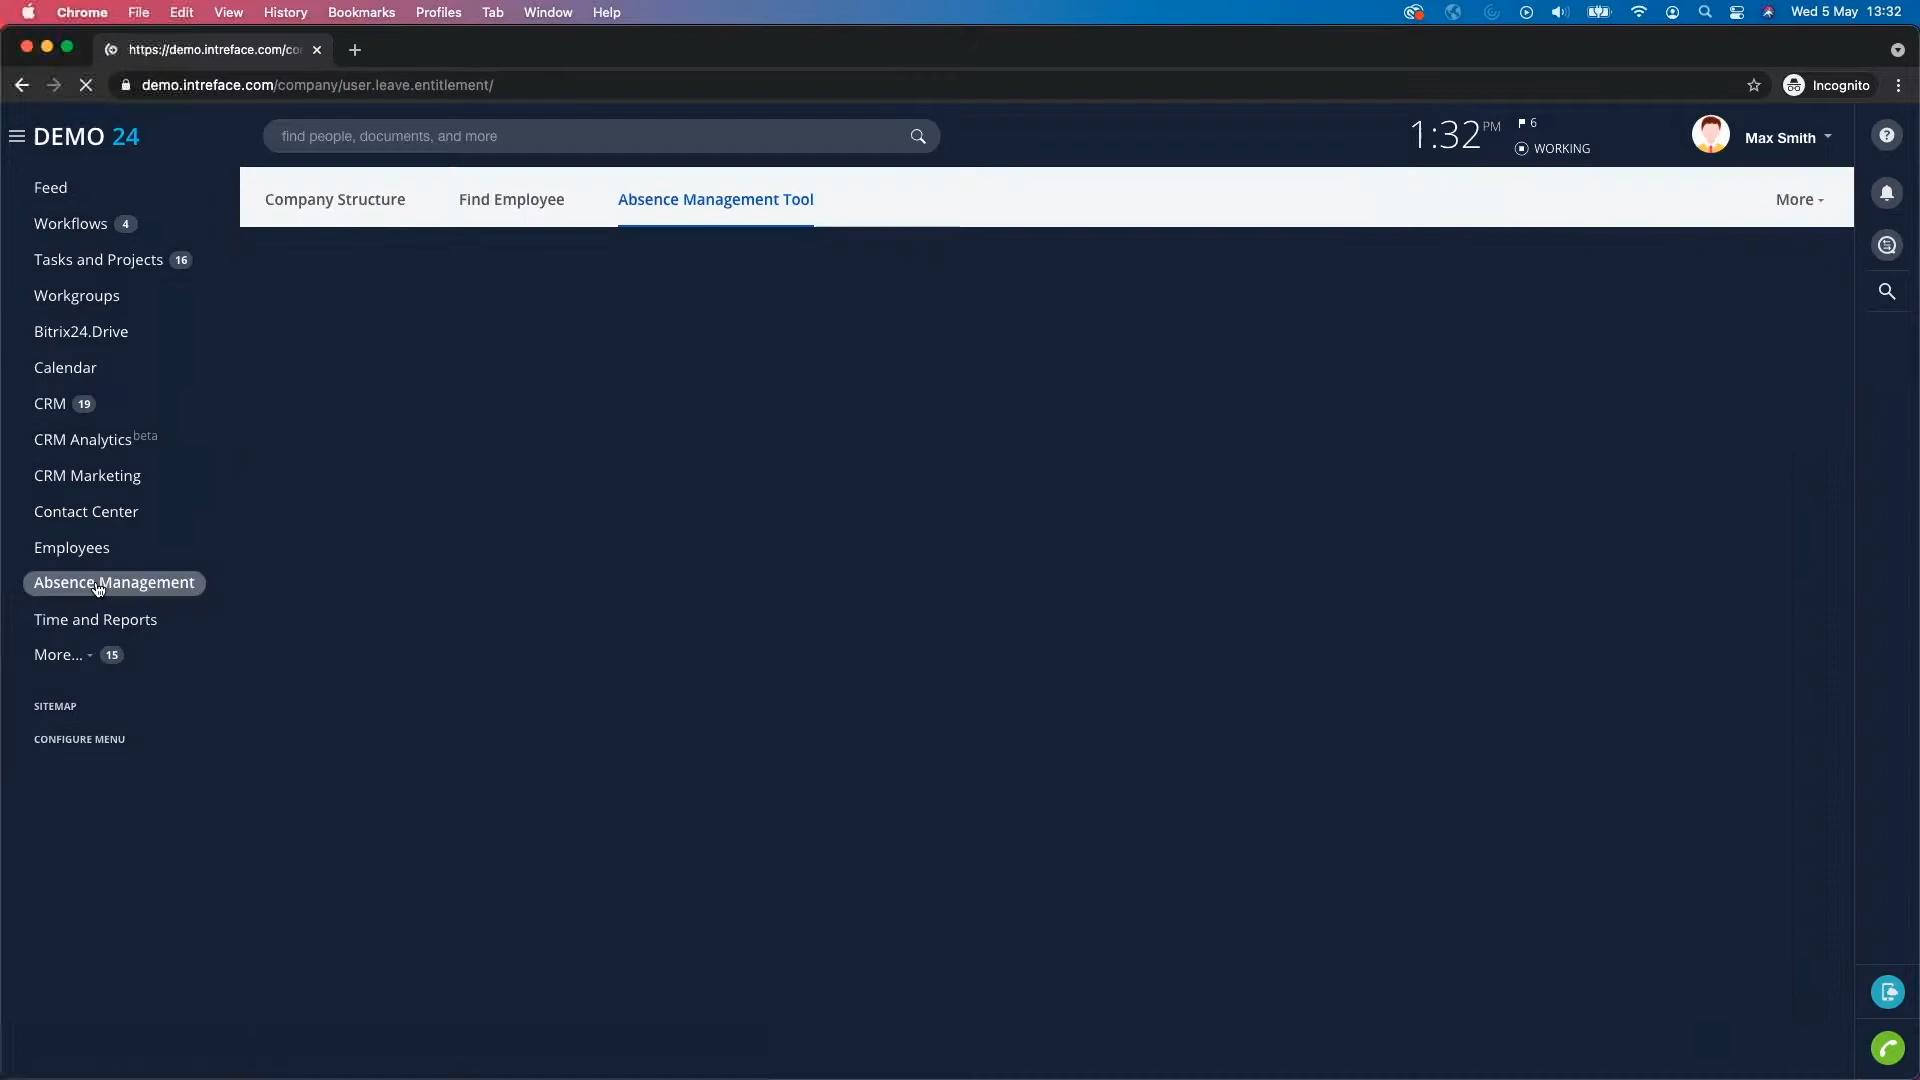 Chrome File Edit View History Bookmarks Profiles Tab Window Help Wed 5 May 13:32
https://demo.intreface.com/co
demo.intreface.com/company/user.leave.entitlement/ Incognito
DEMO 24 find people, documents, and more 1:32 PM 6 WORKING Max Smith
Company Structure Find Employee Absence Management Tool More
Feed
Workflows 4
Tasks and Projects 16
Workgroups
Bitrix24.Drive
Calendar
CRM 19
CRM Analytics beta
CRM Marketing
Contact Center
Employees
Absence Management
Time and Reports
More... 15
SITEMAP
CONFIGURE MENU